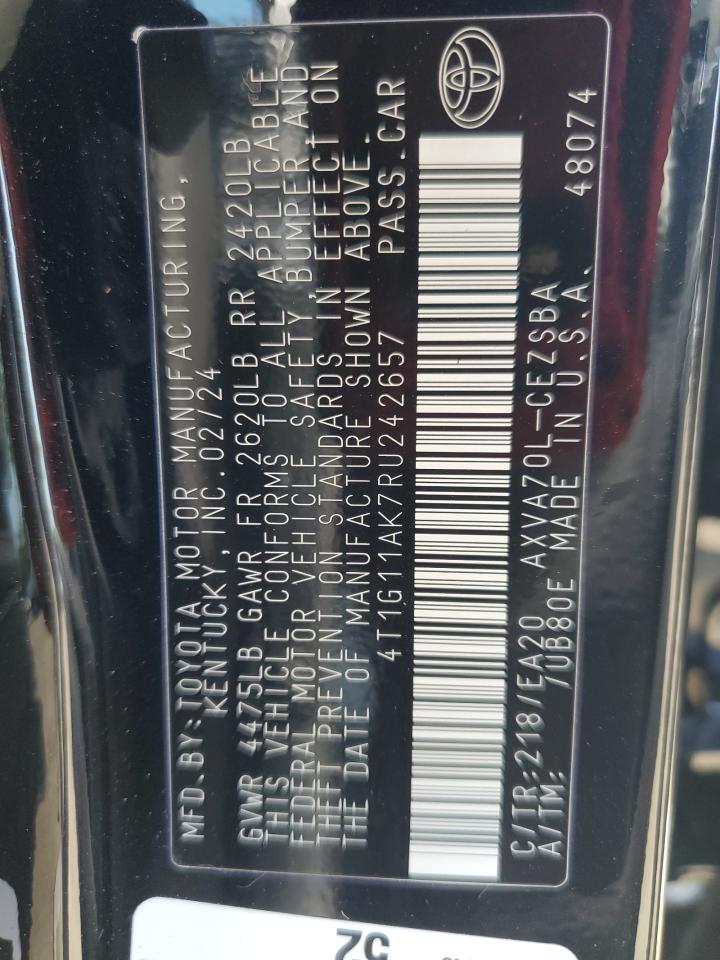 MFD.BY:TOYOTA MOTOR MANUFACTURING,
KENTUCKY, INC.02/24
GVWR 4475LB GAWR FR 2620LB RR 2420LB
THIS VEHICLE CONFORMS TO ALL APPLICABLE
FEDERAL MOTOR VEHICLE SAFETY, BUMPER AND
THEFT PREVENTION STANDARDS IN EFFECT ON
THE DATE OF MANUFACTURE SHOWN ABOVE.
4T1G11AK7RU242657 PASS.CAR
C/TR:218/EA20 AXVA70L-CEZSBA
A/TM: /UB80E MADE IN U.S.A. 48074
52